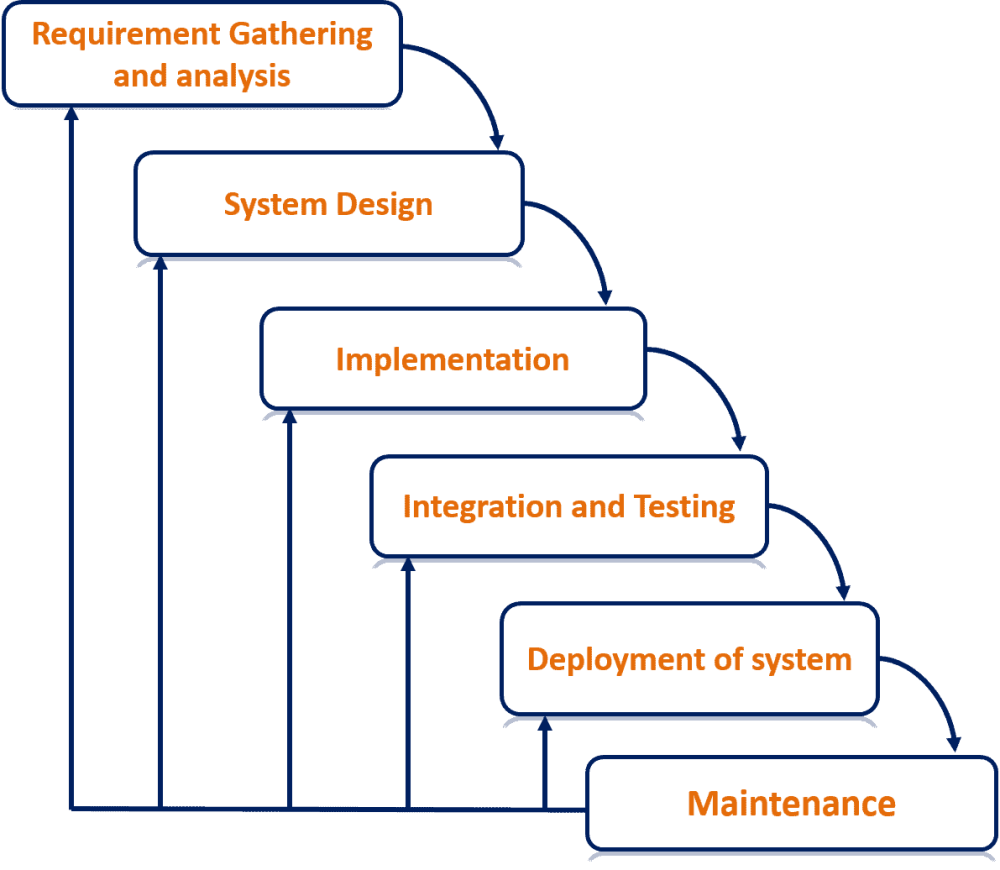 Requirement Gathering
and analysis
System Design
Implementation
Integration and Testing
Deployment of system
Maintenance